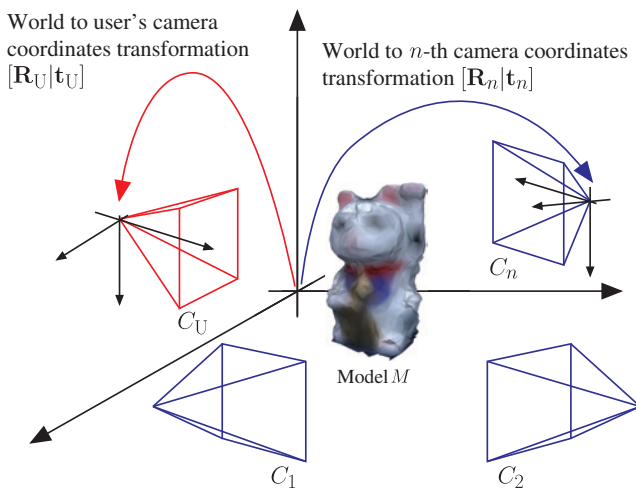 World to user's camera
coordinates transformation
[R_U|t_U]
World to n-th camera coordinates
transformation [R_n|t_n]
C_n
C_U
Model M
C_1
C_2